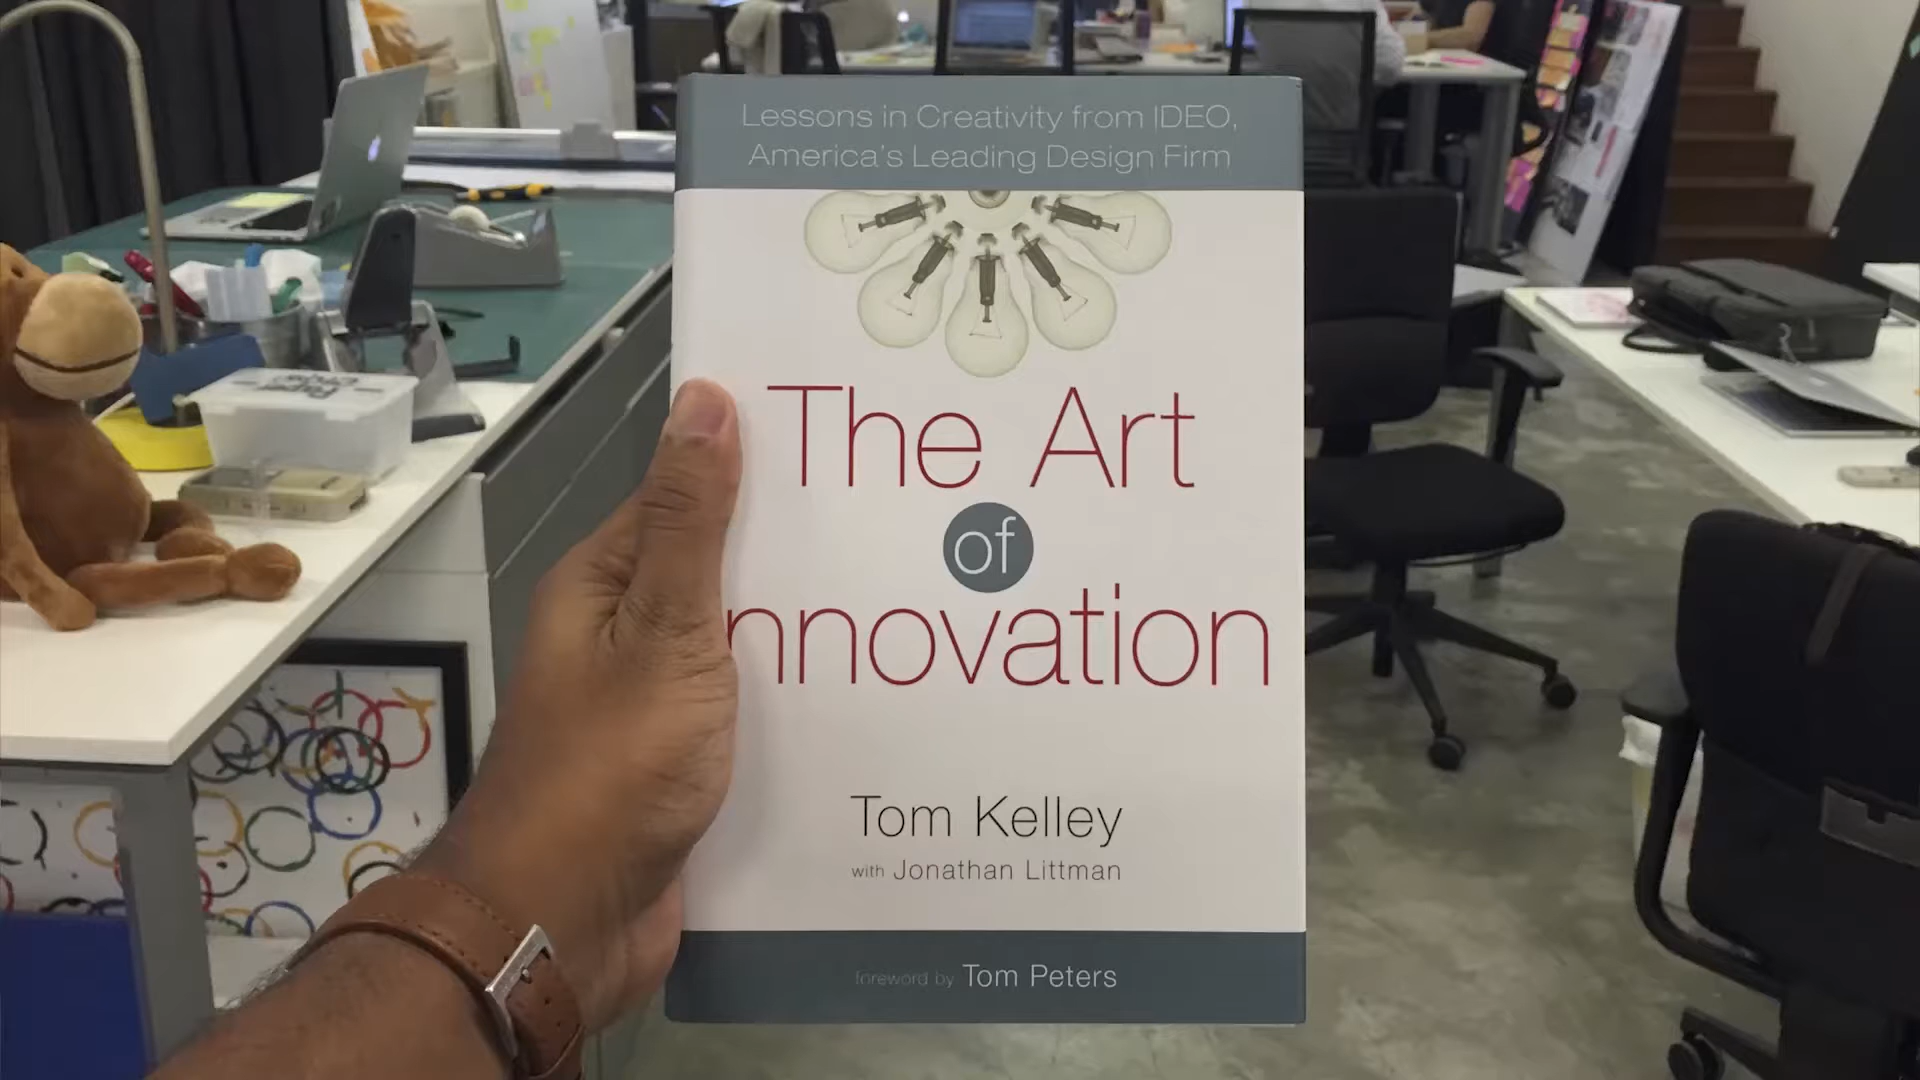 Lessons in Creativity from IDEO,
America's Leading Design Firm
The Art
of
nnovation
Tom Kelley
with Jonathan Littman
foreword by Tom Peters